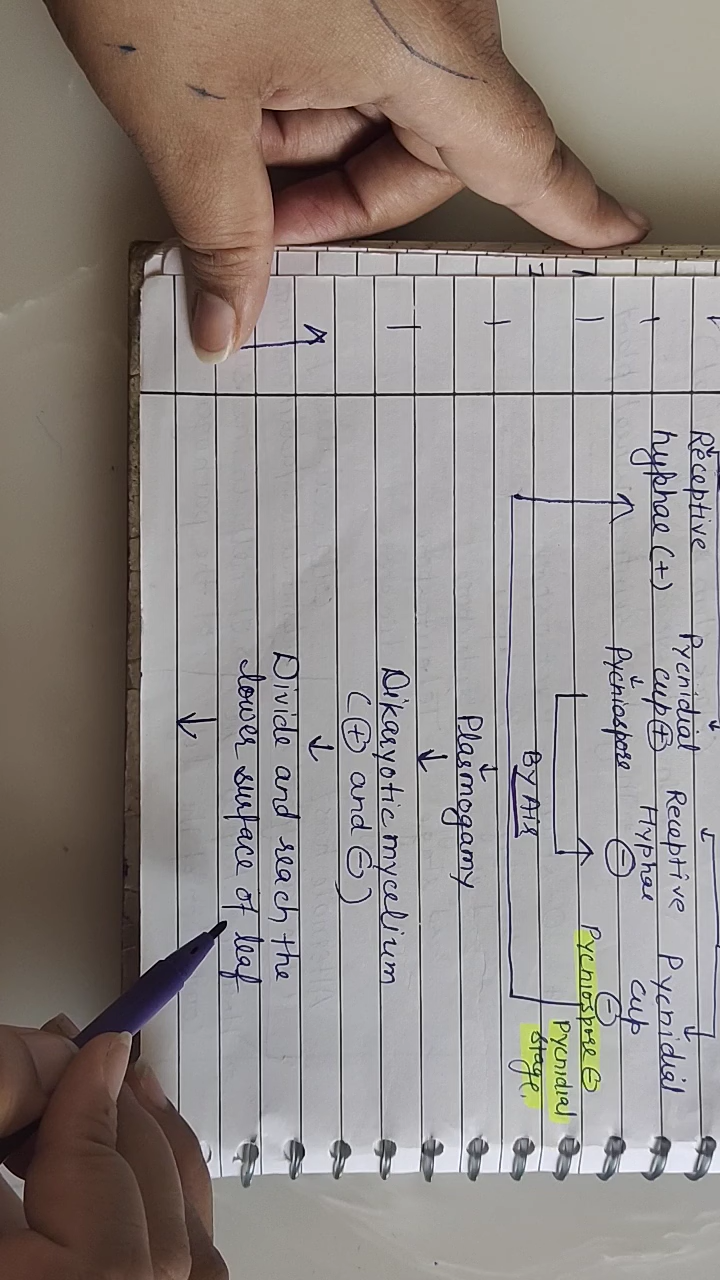 Receptive
hyphae (+)
Pycnidial
cup (+)
Pycniospore
Receptive
Hyphae
(-)
Pycnidial
cup
(-)
Pycniospore (-)
Pycnidial
Stage.
By Air
Plasmogamy
Dikaryotic mycelium
((+) and (-))
Divide and reach the
lower surface of leaf